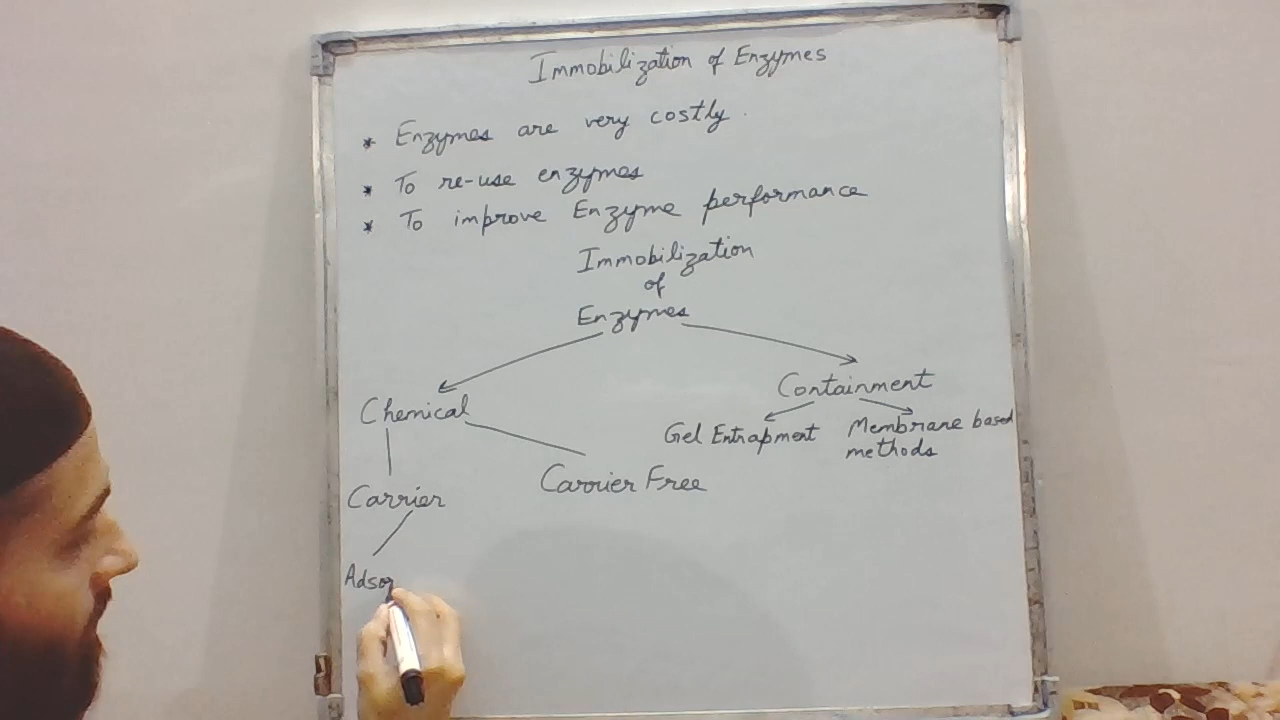 Immobilization of Enzymes
* Enzymes are very costly.
* To re-use enzymes
* To improve Enzyme performance
Immobilization
of
Enzymes
Chemical
Containment
Gel Entrapment
Membrane based
methods
Carrier
Carrier Free
Adsor